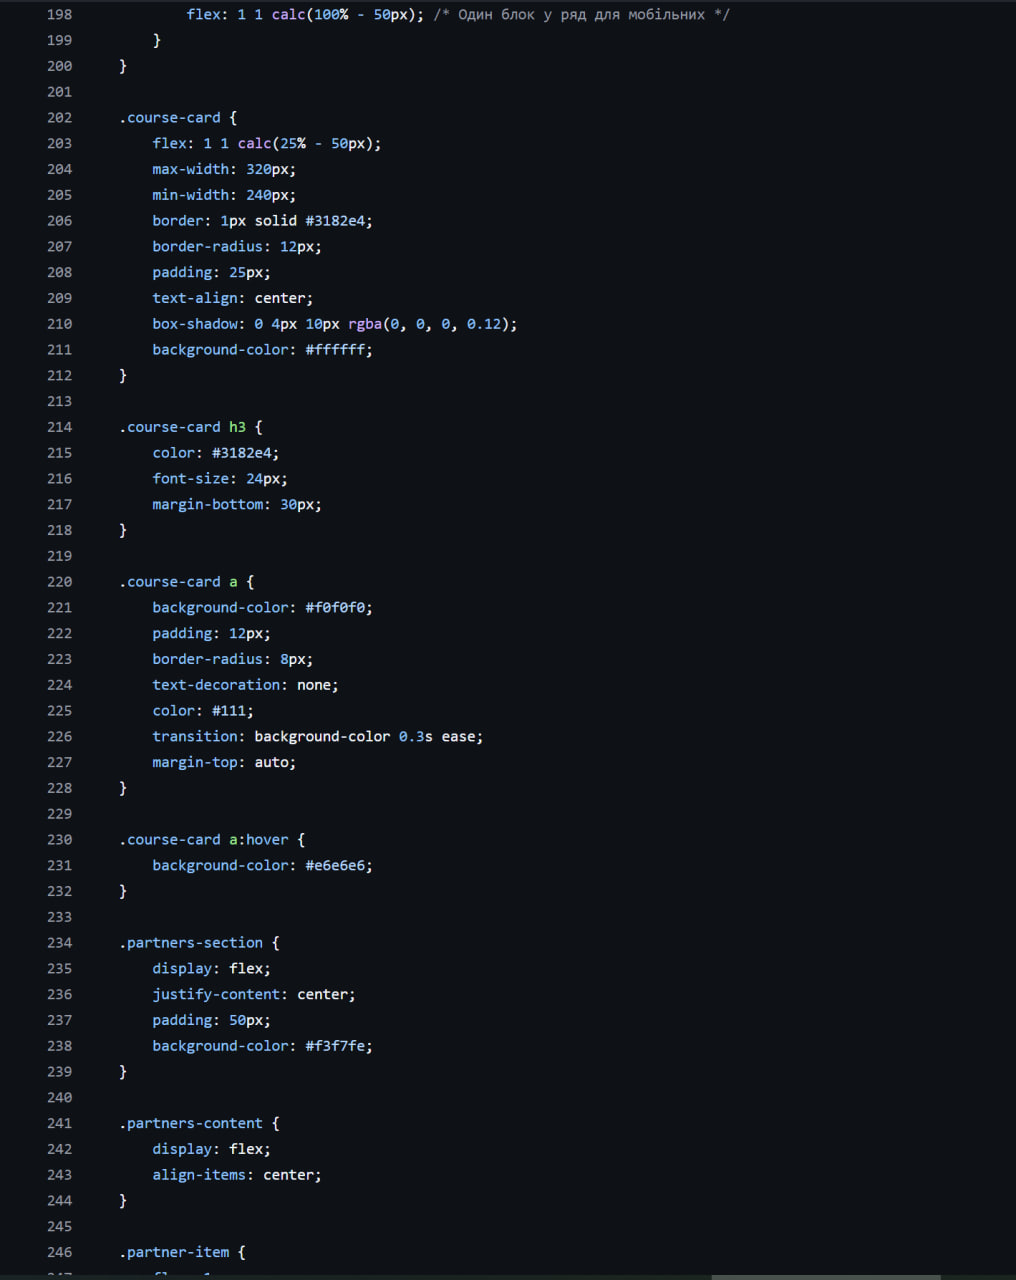 198 flex: 1 1 calc(100% - 50px); /* Один блок у ряд для мобільних */
199 }
200 }
201
202 .course-card {
203 flex: 1 1 calc(25% - 50px);
204 max-width: 320px;
205 min-width: 240px;
206 border: 1px solid #3182e4;
207 border-radius: 12px;
208 padding: 25px;
209 text-align: center;
210 box-shadow: 0 4px 10px rgba(0, 0, 0, 0.12);
211 background-color: #ffffff;
212 }
213
214 .course-card h3 {
215 color: #3182e4;
216 font-size: 24px;
217 margin-bottom: 30px;
218 }
219
220 .course-card a {
221 background-color: #f0f0f0;
222 padding: 12px;
223 border-radius: 8px;
224 text-decoration: none;
225 color: #111;
226 transition: background-color 0.3s ease;
227 margin-top: auto;
228 }
229
230 .course-card a:hover {
231 background-color: #e6e6e6;
232 }
233
234 .partners-section {
235 display: flex;
236 justify-content: center;
237 padding: 50px;
238 background-color: #f3f7fe;
239 }
240
241 .partners-content {
242 display: flex;
243 align-items: center;
244 }
245
246 .partner-item {